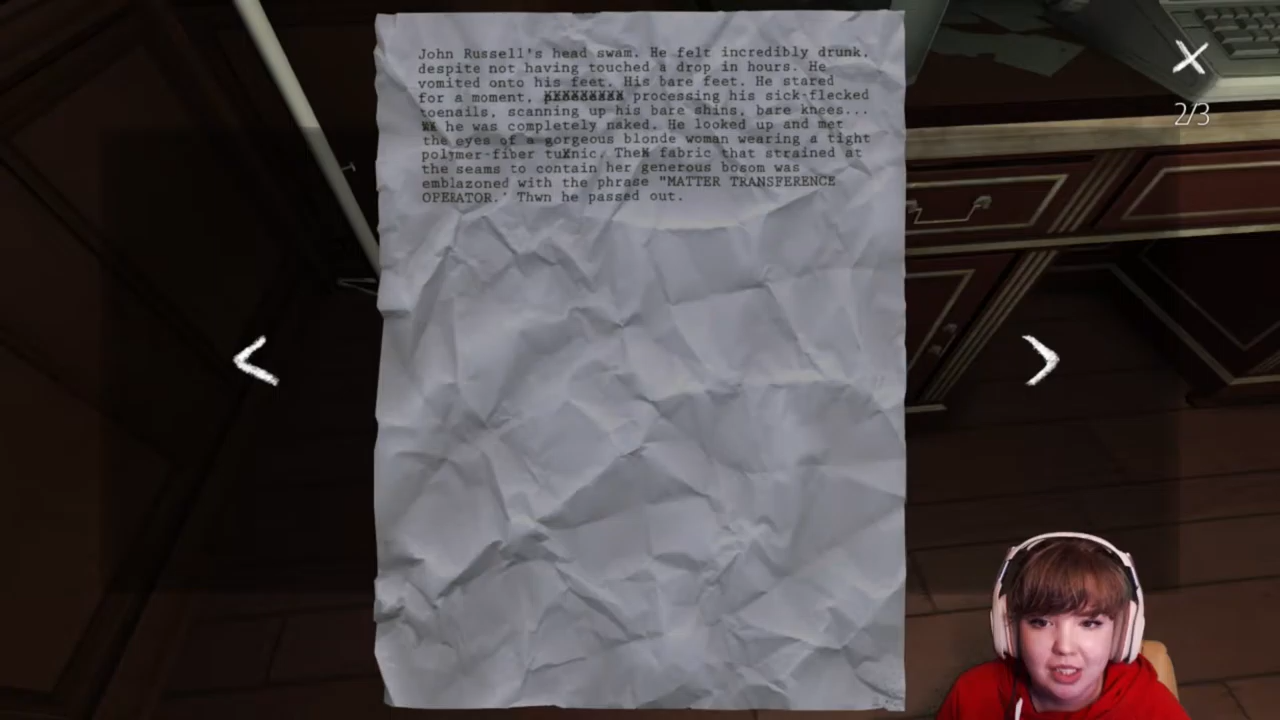 John Russell's head swam. He felt incredibly drunk,
despite not having touched a drop in hours. He
vomited onto his feet. His bare feet. He stared
for a moment, processing his sick-flecked
toenails, scanning up his bare shins, bare knees...
he was completely naked. He looked up and met
the eyes of a gorgeous blonde woman wearing a tight
polymer-fiber tuXnic. TheX fabric that strained at
the seams to contain her generous bosom was
emblazoned with the phrase "MATTER TRANSFERENCE
OPERATOR." Thwn he passed out.
2/3